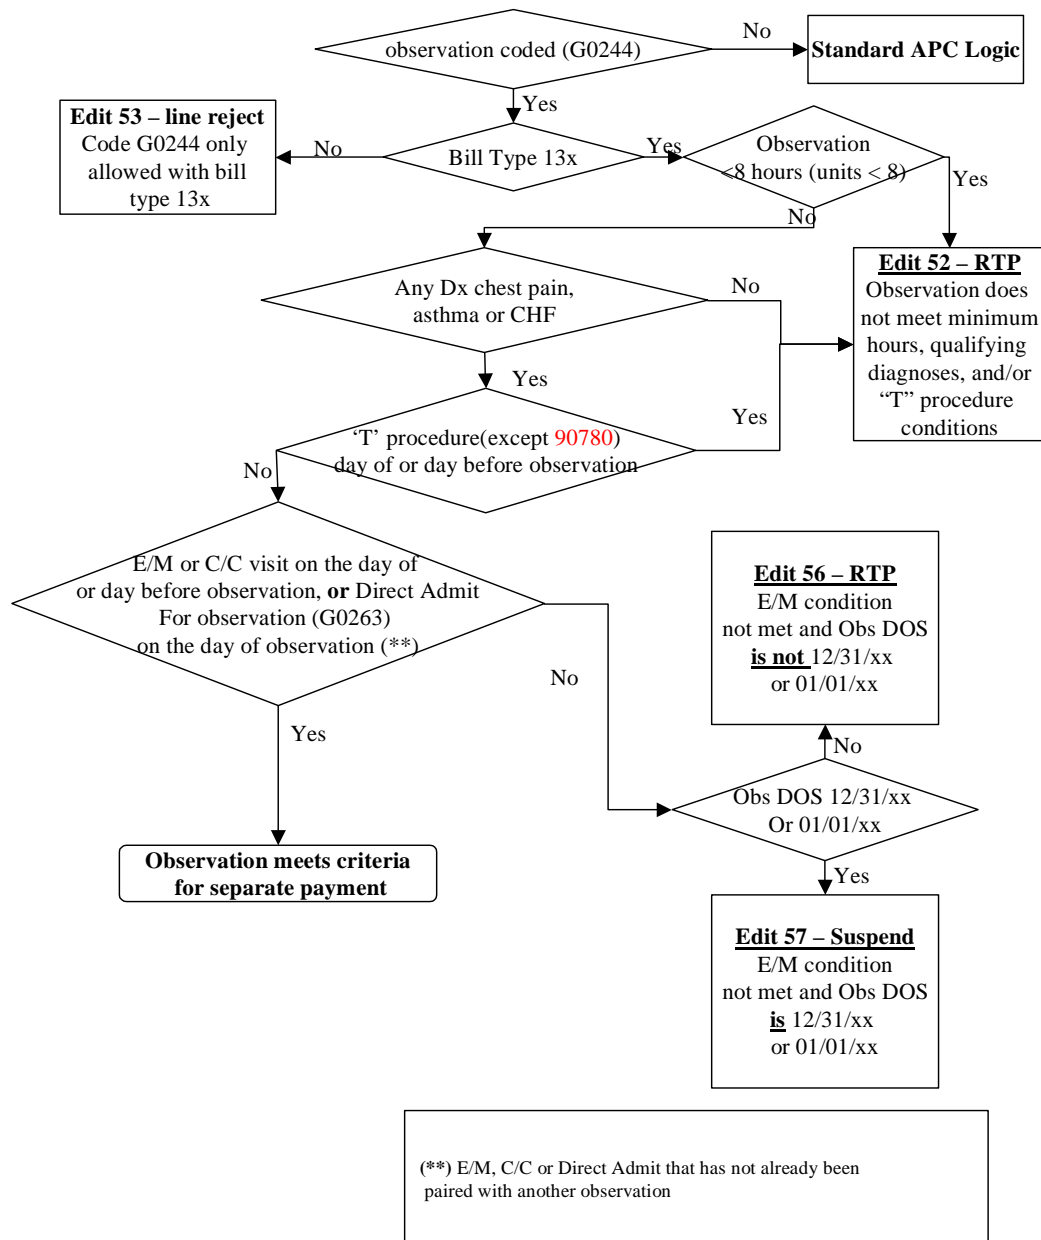 observation coded (G0244)
No
Standard APC Logic
Yes
Edit 53 – line reject
Code G0244 only
allowed with bill
type 13x
No
Bill Type 13x
Yes
Observation
<8 hours (units < 8)
Yes
No
Any Dx chest pain,
asthma or CHF
No
Edit 52 – RTP
Observation does
not meet minimum
hours, qualifying
diagnoses, and/or
“T” procedure
conditions
Yes
‘T’ procedure(except 90780)
day of or day before observation
Yes
No
E/M or C/C visit on the day of
or day before observation, or Direct Admit
For observation (G0263)
on the day of observation (**)
No
Yes
Edit 56 – RTP
E/M condition
not met and Obs DOS
is not 12/31/xx
or 01/01/xx
No
Obs DOS 12/31/xx
Or 01/01/xx
Yes
Observation meets criteria
for separate payment
Edit 57 – Suspend
E/M condition
not met and Obs DOS
is 12/31/xx
or 01/01/xx
(**) E/M, C/C or Direct Admit that has not already been
paired with another observation